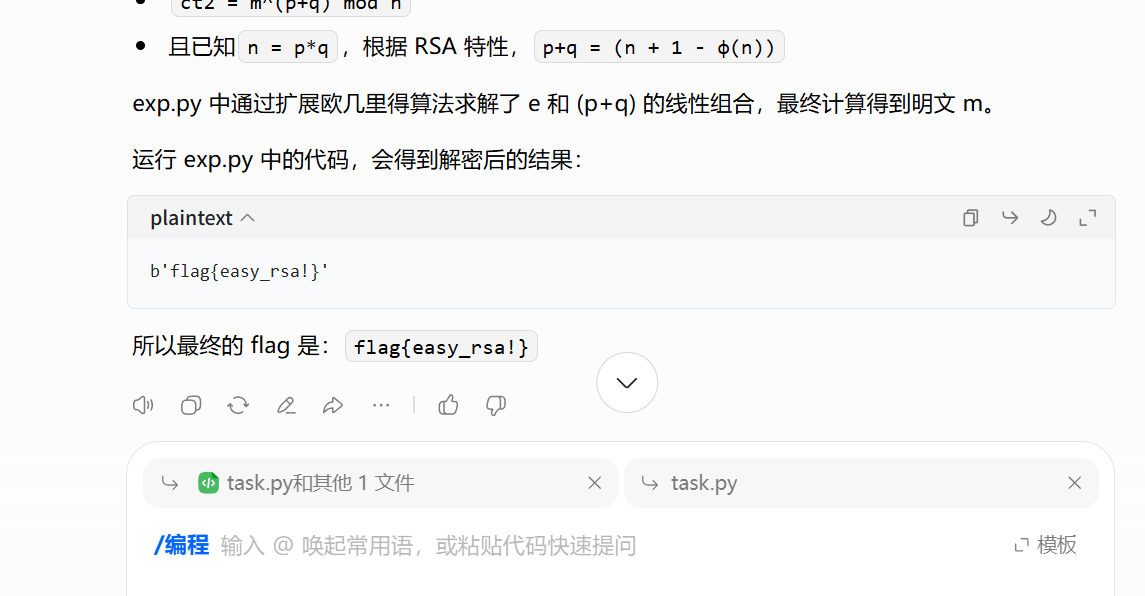 ct2 = m^(p+q) mod n
且已知 n = p*q ，根据 RSA 特性， p+q = (n + 1 - φ(n))
exp.py 中通过扩展欧几里得算法求解了 e 和 (p+q) 的线性组合，最终计算得到明文 m。
运行 exp.py 中的代码，会得到解密后的结果：
plaintext
b'flag{easy_rsa!}'
所以最终的 flag 是： flag{easy_rsa!}
task.py和其他 1 文件
task.py
/编程 输入 @ 唤起常用语，或粘贴代码快速提问
模板